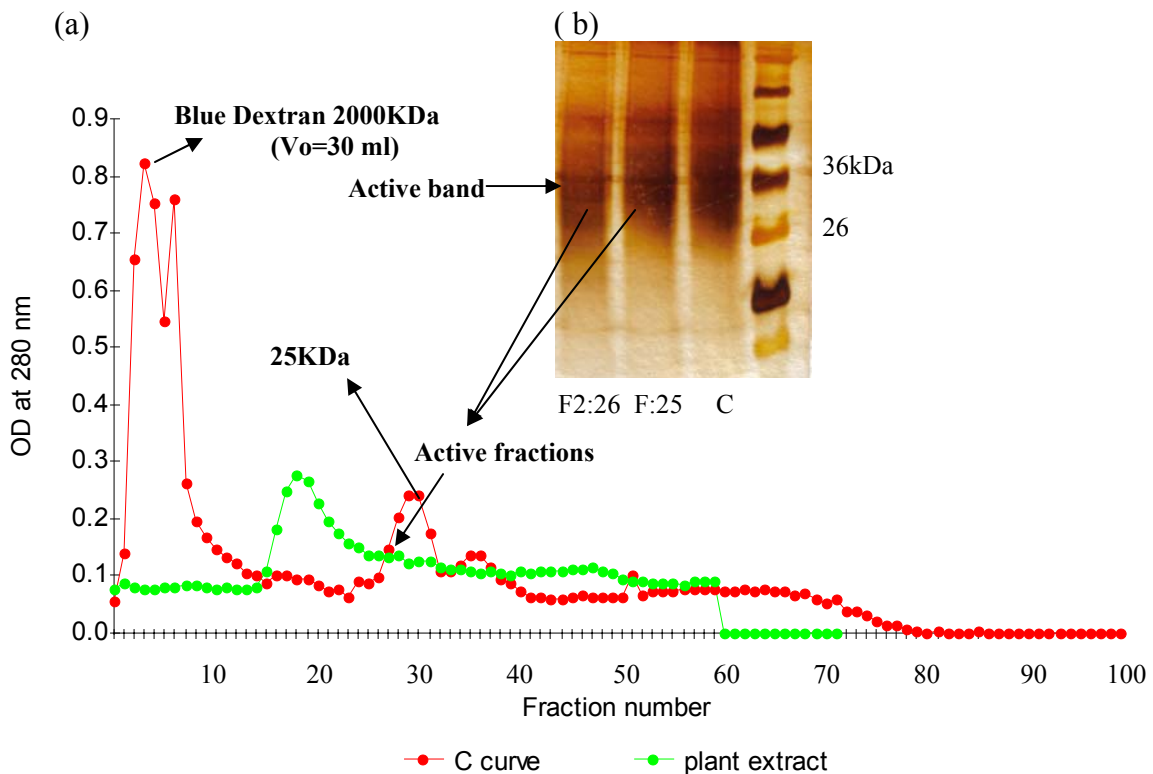 (a)
( b)
Blue Dextran 2000KDa
(Vo=30 ml)
Active band
36kDa
26
F2:26 F:25 C
25KDa
Active fractions
OD at 280 nm
0.9
0.8
0.7
0.6
0.5
0.4
0.3
0.2
0.1
0.0
10 20 30 40 50 60 70 80 90 100
Fraction number
C curve plant extract